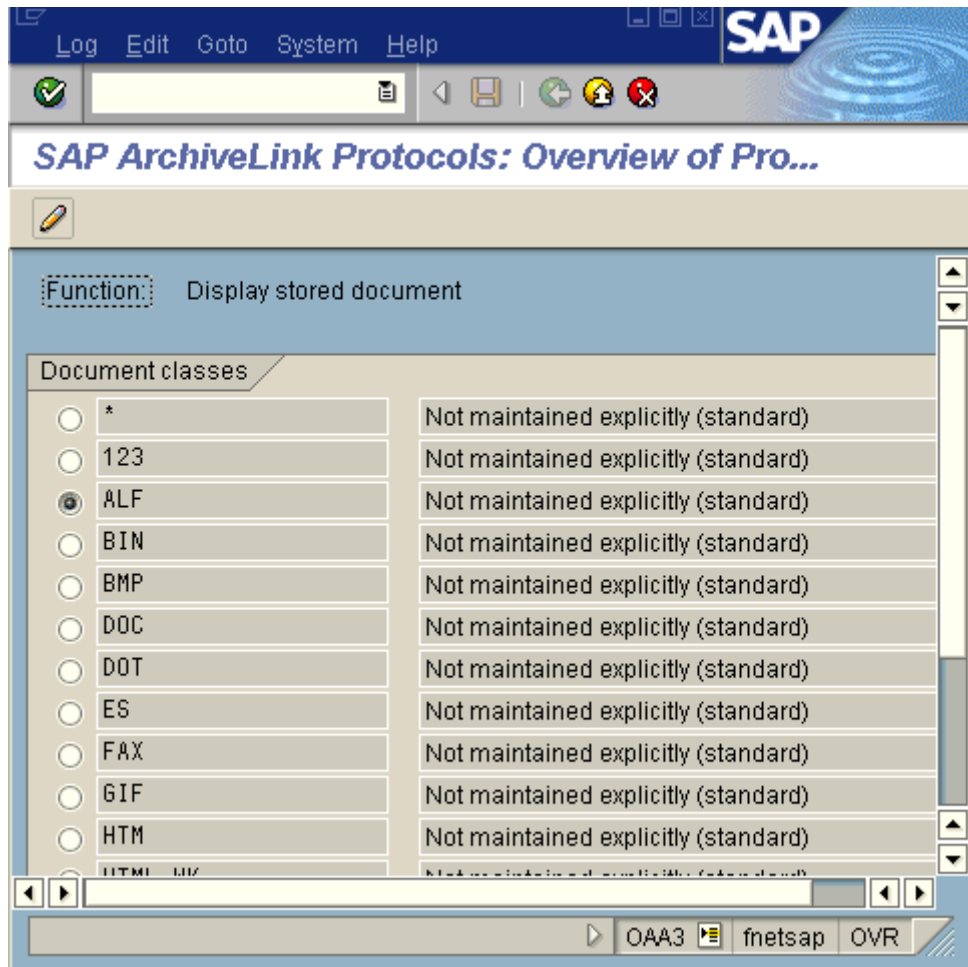 Log Edit Goto System Help
SAP
SAP ArchiveLink Protocols: Overview of Pro...
Function: Display stored document
Document classes
* Not maintained explicitly (standard)
123 Not maintained explicitly (standard)
ALF Not maintained explicitly (standard)
BIN Not maintained explicitly (standard)
BMP Not maintained explicitly (standard)
DOC Not maintained explicitly (standard)
DOT Not maintained explicitly (standard)
ES Not maintained explicitly (standard)
FAX Not maintained explicitly (standard)
GIF Not maintained explicitly (standard)
HTM Not maintained explicitly (standard)
OAA3 fnetsap OVR